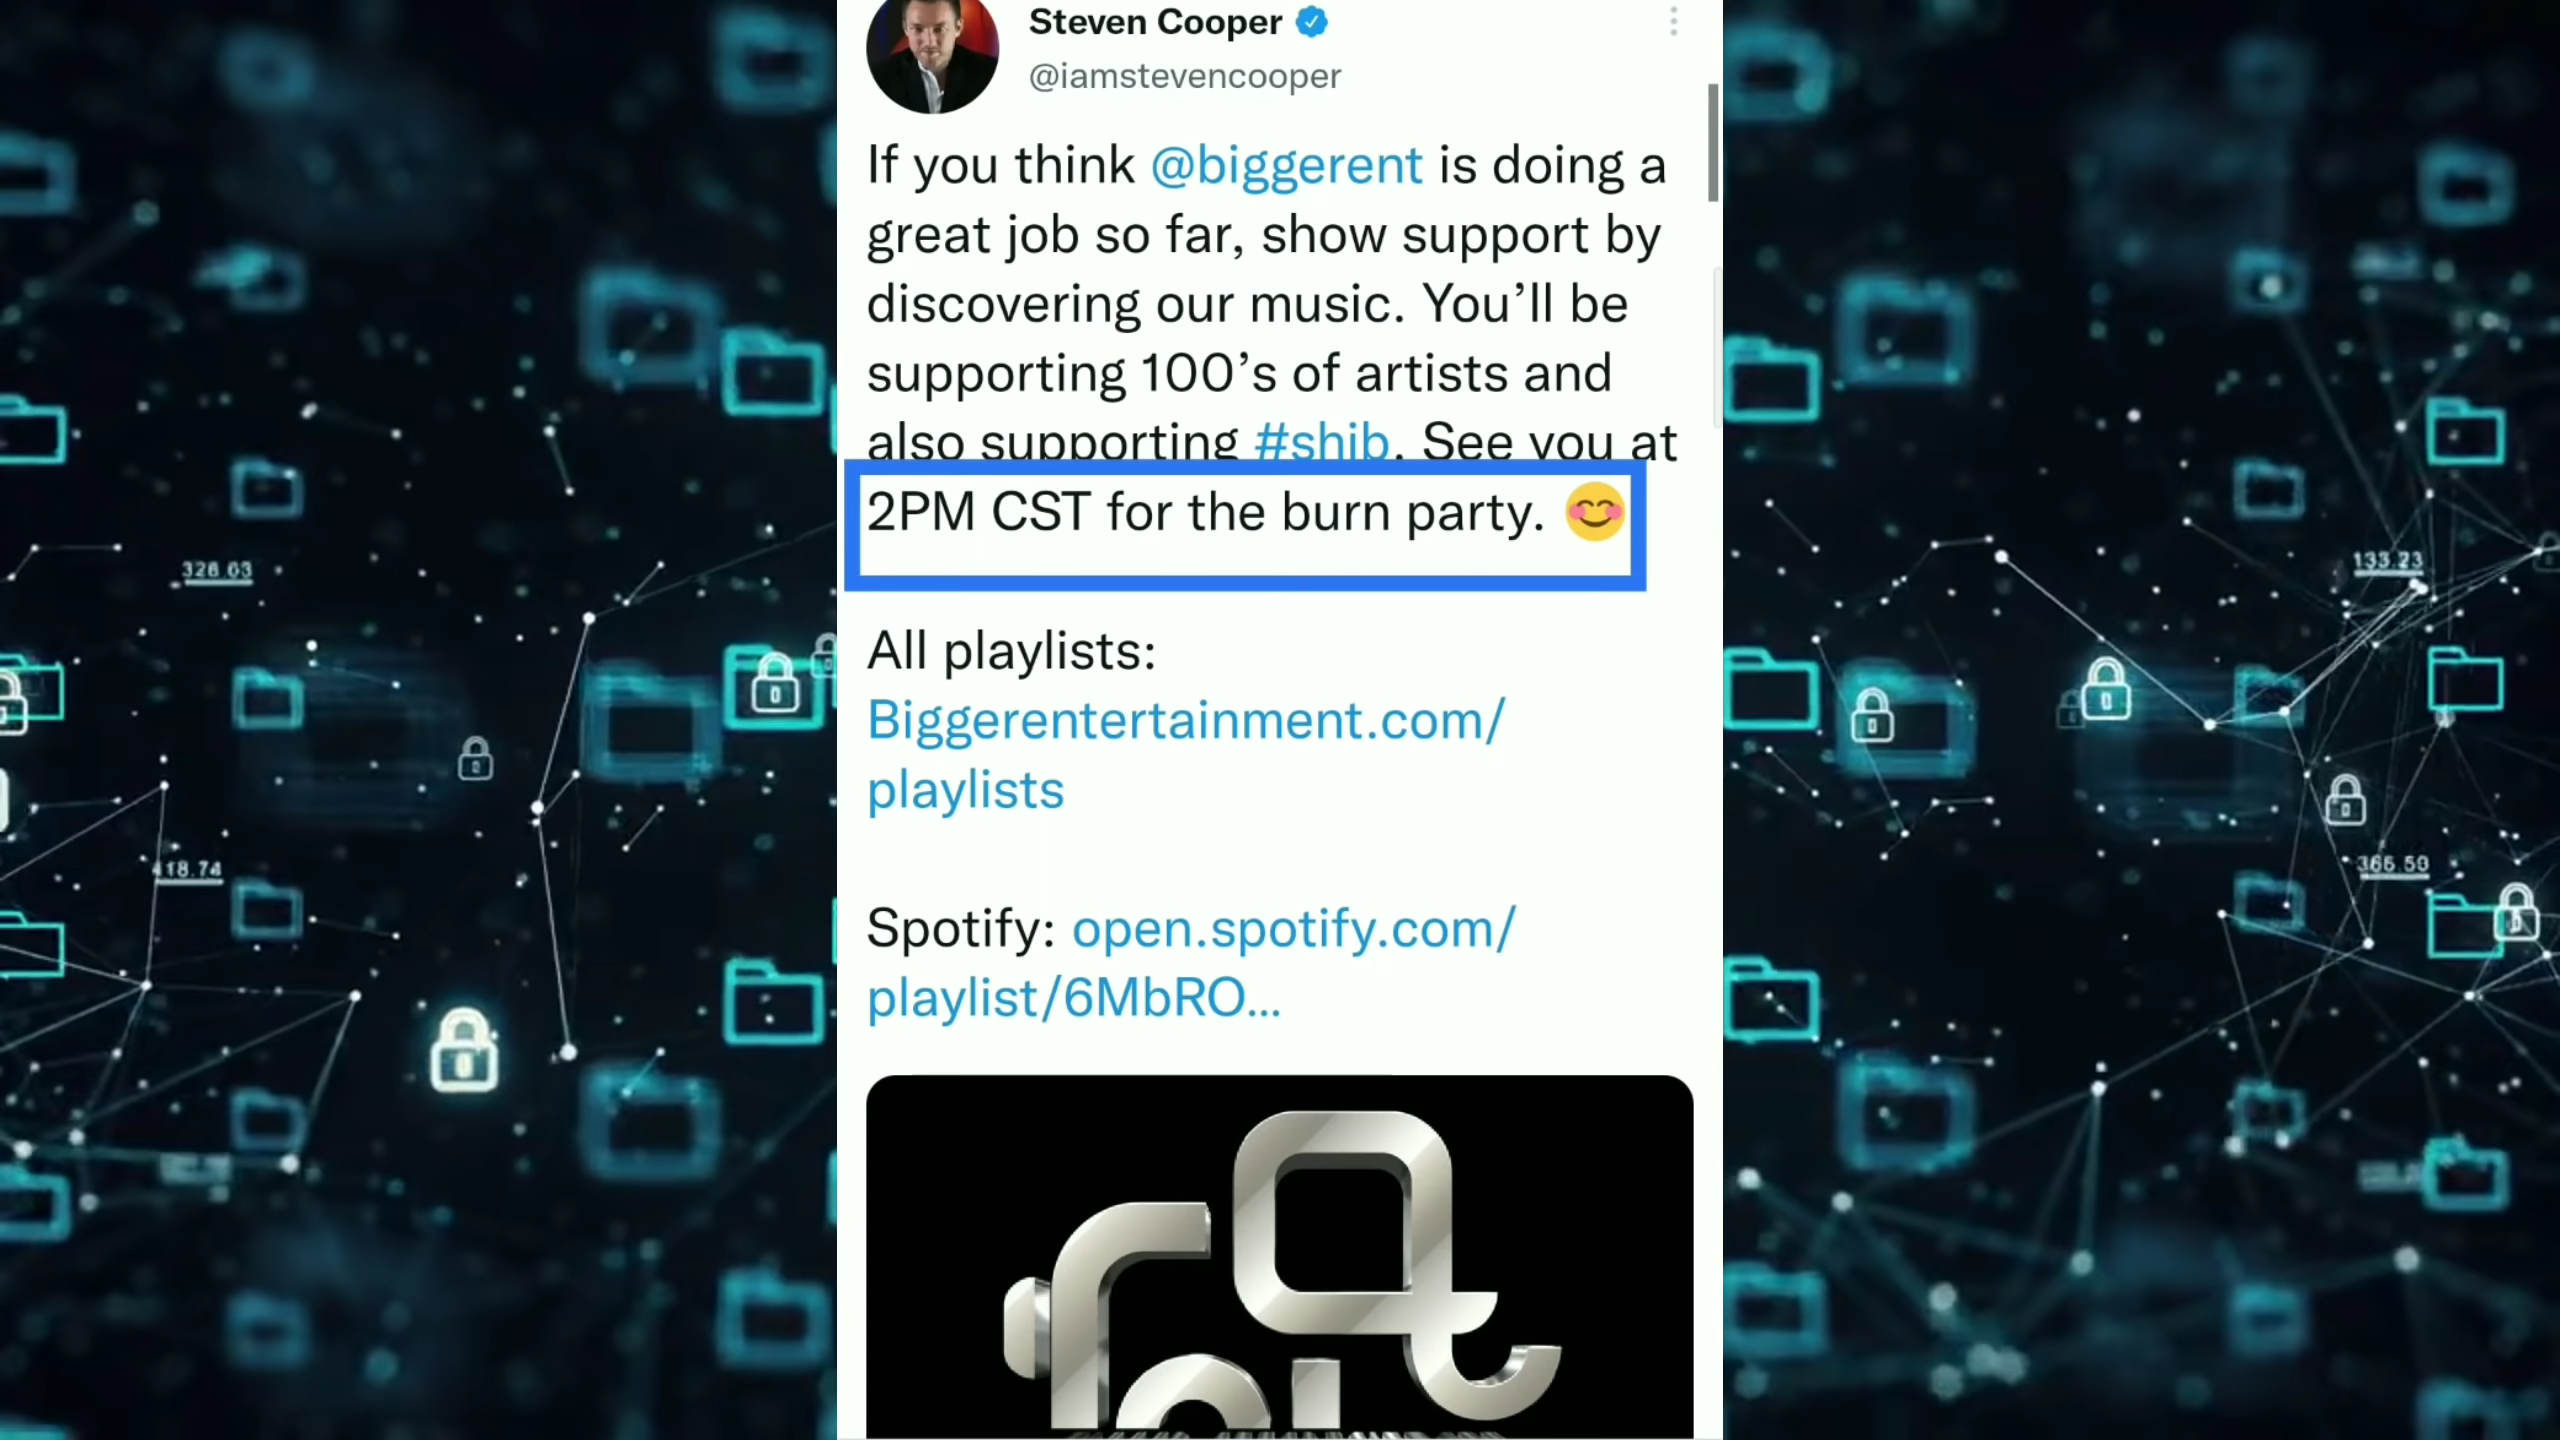 Steven Cooper
@iamstevencooper
If you think @biggerent is doing a
great job so far, show support by
discovering our music. You’ll be
supporting 100’s of artists and
also supporting #shib. See you at
2PM CST for the burn party. 😊
All playlists:
Biggerentertainment.com/
playlists
Spotify: open.spotify.com/
playlist/6MbRO...
326.03
133.23
418.74
366.50